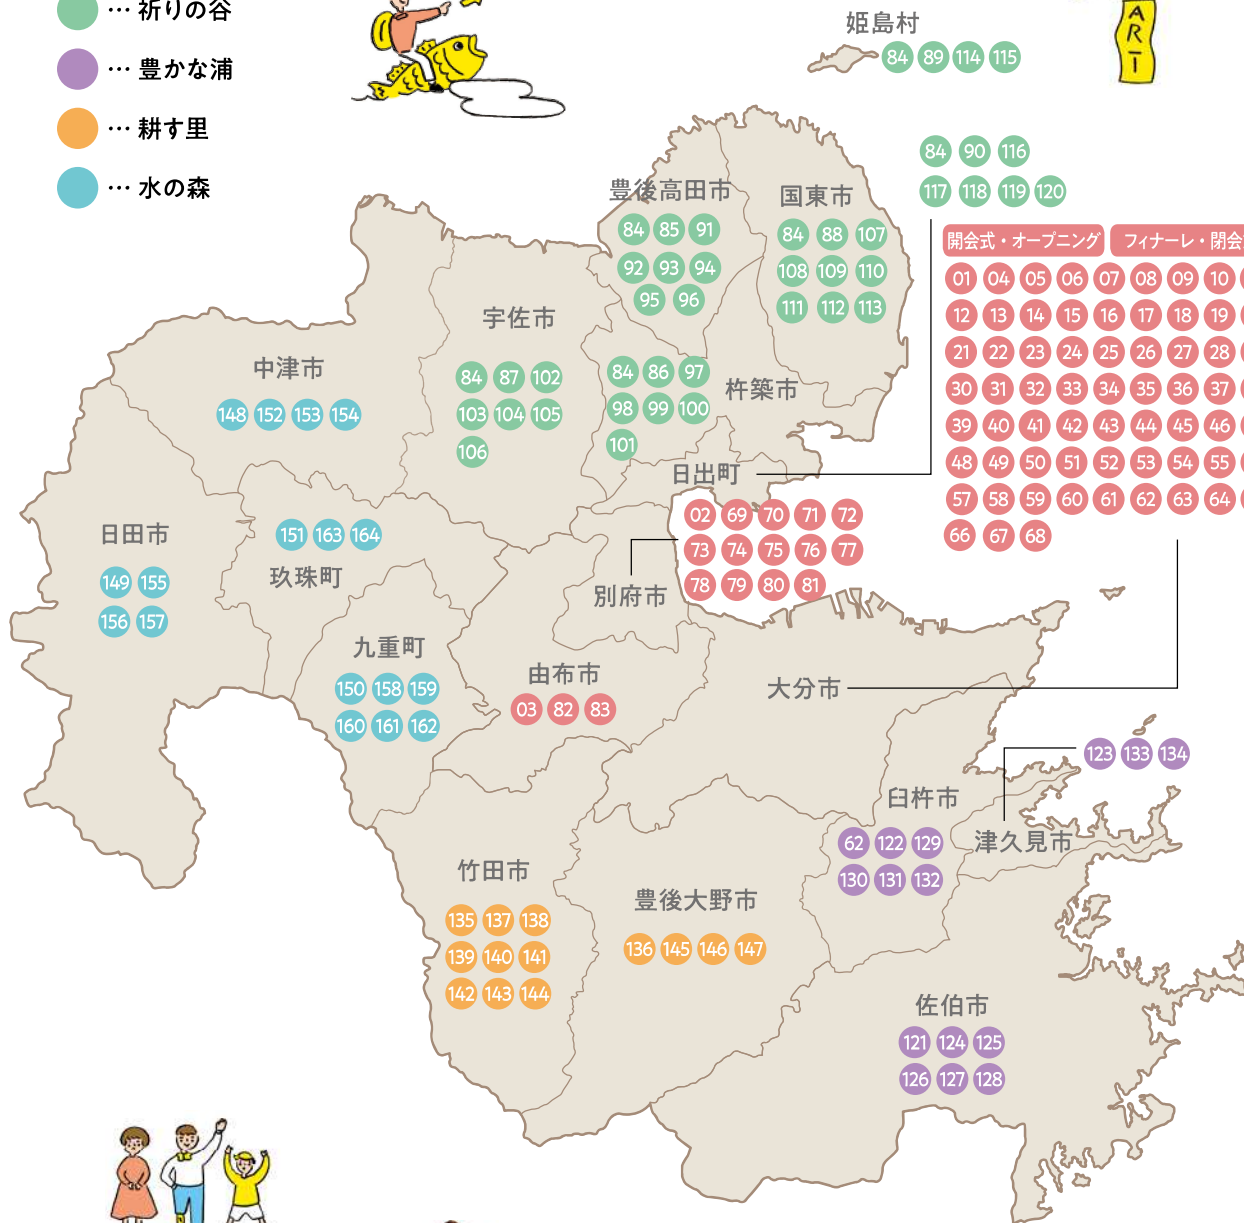 … 祈りの谷
… 豊かな浦
… 耕す里
… 水の森
ART
姫島村
84 89 114 115
84 90 116
117 118 119 120
豊後高田市
84 85 91
92 93 94
95 96
国東市
84 88 107
108 109 110
111 112 113
開会式・オープニング
フィナーレ・閉会
01 04 05 06 07 08 09 10
12 13 14 15 16 17 18 19
21 22 23 24 25 26 27 28
30 31 32 33 34 35 36 37
39 40 41 42 43 44 45 46
48 49 50 51 52 53 54 55
57 58 59 60 61 62 63 64
66 67 68
宇佐市
84 87 102
103 104 105
106
中津市
148 152 153 154
84 86 97
98 99 100
101
杵築市
日出町
02 69 70 71 72
73 74 75 76 77
78 79 80 81
別府市
日田市
149 155
156 157
151 163 164
玖珠町
九重町
150 158 159
160 161 162
由布市
03 82 83
大分市
123 133 134
臼杵市
62 122 129
130 131 132
津久見市
竹田市
135 137 138
139 140 141
142 143 144
豊後大野市
136 145 146 147
佐伯市
121 124 125
126 127 128